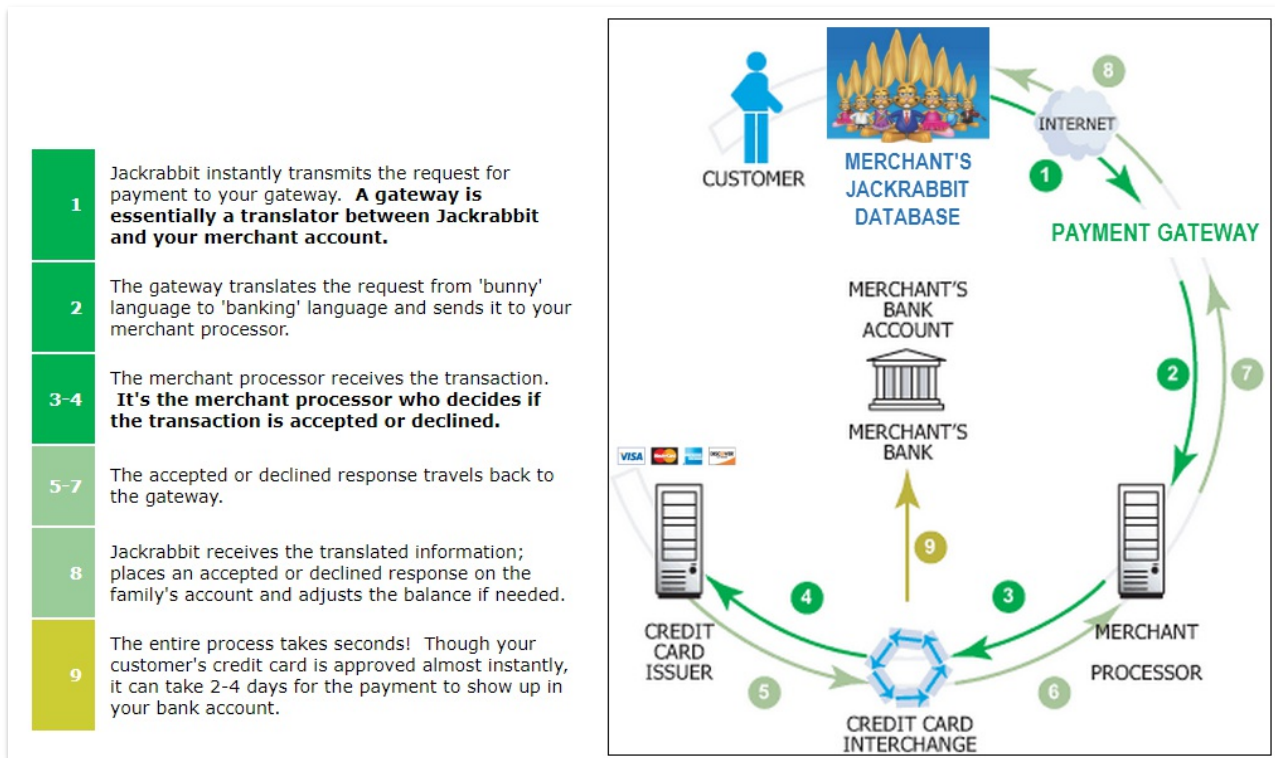 1
Jackrabbit instantly transmits the request for
payment to your gateway.  A gateway is
essentially a translator between Jackrabbit
and your merchant account.
2
The gateway translates the request from 'bunny'
language to 'banking' language and sends it to your
merchant processor.
3-4
The merchant processor receives the transaction.
It's the merchant processor who decides if
the transaction is accepted or declined.
5-7
The accepted or declined response travels back to
the gateway.
8
Jackrabbit receives the translated information;
places an accepted or declined response on the
family's account and adjusts the balance if needed.
9
The entire process takes seconds!  Though your
customer's credit card is approved almost instantly,
it can take 2-4 days for the payment to show up in
your bank account.
CUSTOMER
MERCHANT'S
JACKRABBIT
DATABASE
8
INTERNET
1
PAYMENT GATEWAY
MERCHANT'S
BANK
ACCOUNT
2
7
MERCHANT'S
BANK
VISA
MasterCard
DISCOVER
9
4
3
CREDIT
CARD
ISSUER
MERCHANT
PROCESSOR
5
6
CREDIT CARD
INTERCHANGE